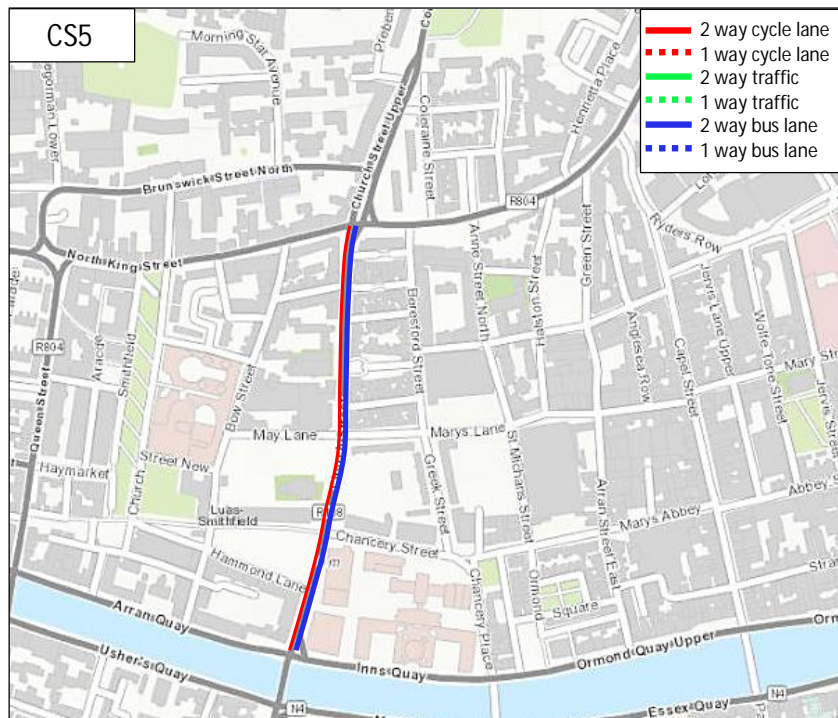 CS5
2 way cycle lane
1 way cycle lane
2 way traffic
1 way traffic
2 way bus lane
1 way bus lane
Morning Star
Avenue
Church Street Upper
Coleraine Street
Henrietta Place
Brunswick Street North
R804
North King Street
Anne Street North
Green Street
Ryders Row
Halston Street
Beresford Street
R804
Smithfield
Bow Street
Queen Street
Anglesea Row
Capel Street
Jervis Lane Upper
Wolfe Tone Street
Mary
Jervis Street
May Lane
Marys Lane
Haymarket
Street New
Church
Greek Street
St Michans Street
Arran Street East
Luas-
Smithfield
Chancery Street
Marys Abbey
Abbey
Hammond Lane
Chancery Place
Ormond
Square
Arran Quay
Usher's Quay
Inns Quay
Ormond Quay Upper
N4
Essex Quay
N4